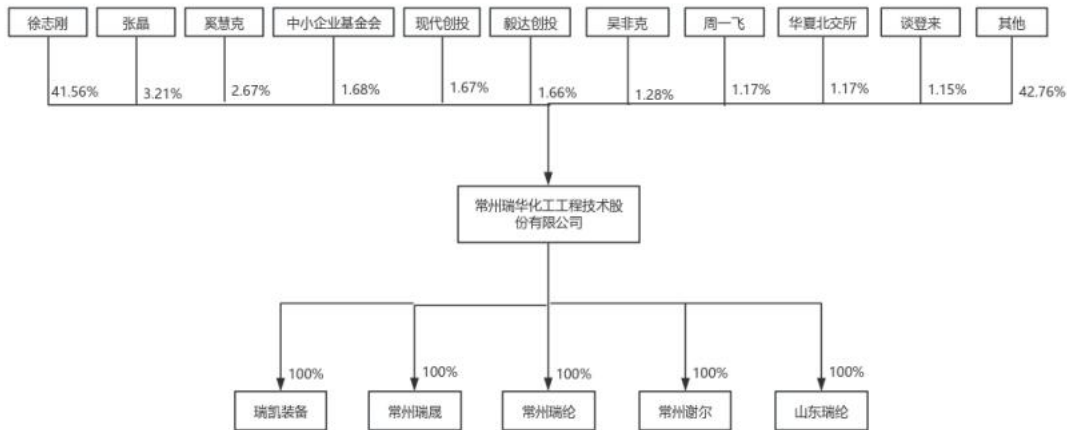 徐志刚
张晶
奚慧克
中小企业基金会
现代创投
毅达创投
吴非克
周一飞
华夏北交所
谈登来
其他
41.56%
3.21%
2.67%
1.68%
1.67%
1.66%
1.28%
1.17%
1.17%
1.15%
42.76%
常州瑞华化工工程技术股
份有限公司
100%
100%
100%
100%
100%
瑞凯装备
常州瑞晟
常州瑞纶
常州谢尔
山东瑞纶